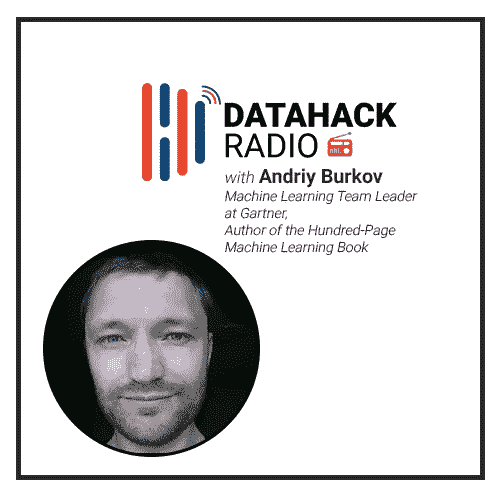 DATAHACK
RADIO
with Andriy Burkov
Machine Learning Team Leader
at Gartner,
Author of the Hundred-Page
Machine Learning Book